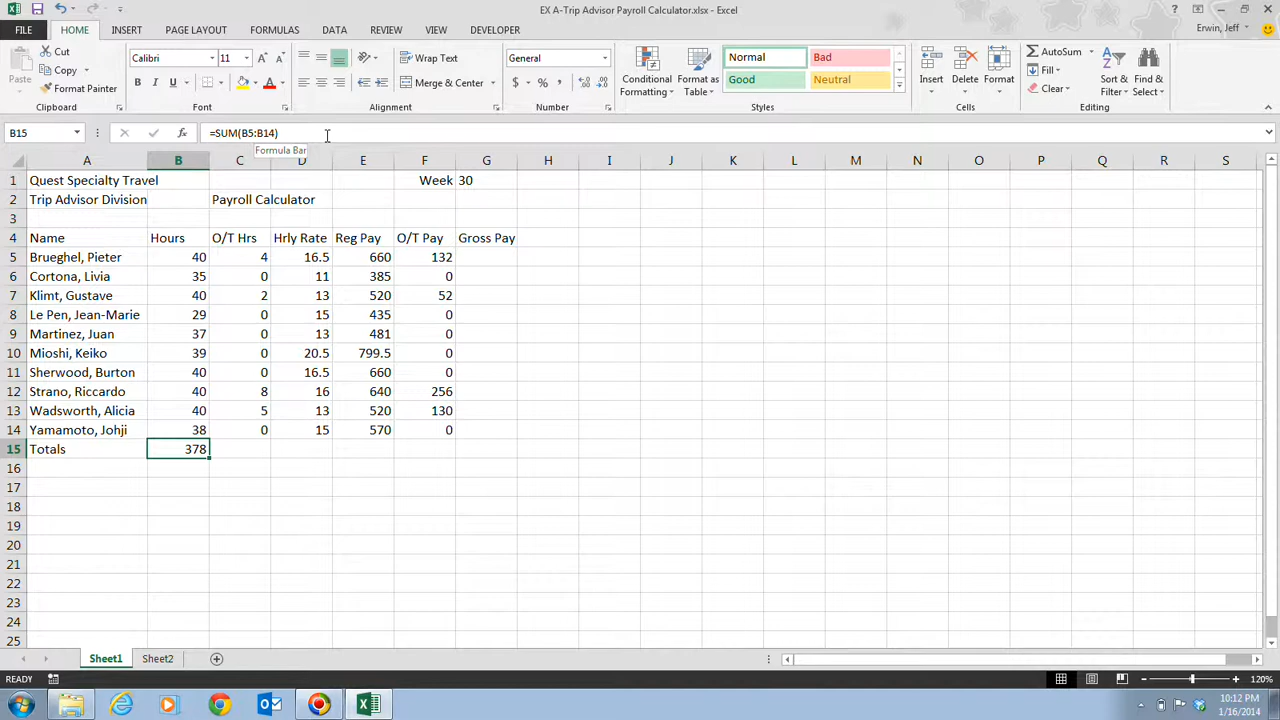 EX A-Trip Advisor Payroll Calculator.xlsx - Excel
FILE HOME INSERT PAGE LAYOUT FORMULAS DATA REVIEW VIEW DEVELOPER Erwin, Jeff
Paste
Cut
Copy
Format Painter
Clipboard
Calibri 11
B I U A A
Font
Wrap Text
Merge & Center
Alignment
General
$ % ,
Number
Conditional Formatting
Format as Table
Normal Bad
Good Neutral
Styles
Insert Delete Format
Cells
AutoSum
Fill
Clear
Sort & Filter
Find & Select
Editing
B15 fx =SUM(B5:B14)
Formula Bar
A B C D E F G H I J K L M N O P Q R S
1 Quest Specialty Travel Week 30
2 Trip Advisor Division Payroll Calculator
3
4 Name Hours O/T Hrs Hrly Rate Reg Pay O/T Pay Gross Pay
5 Brueghel, Pieter 40 4 16.5 660 132
6 Cortona, Livia 35 0 11 385 0
7 Klimt, Gustave 40 2 13 520 52
8 Le Pen, Jean-Marie 29 0 15 435 0
9 Martinez, Juan 37 0 13 481 0
10 Mioshi, Keiko 39 0 20.5 799.5 0
11 Sherwood, Burton 40 0 16.5 660 0
12 Strano, Riccardo 40 8 16 640 256
13 Wadsworth, Alicia 40 5 13 520 130
14 Yamamoto, Johji 38 0 15 570 0
15 Totals 378
16
17
18
19
20
21
22
23
24
25
Sheet1 Sheet2
READY 120%
10:12 PM
1/16/2014